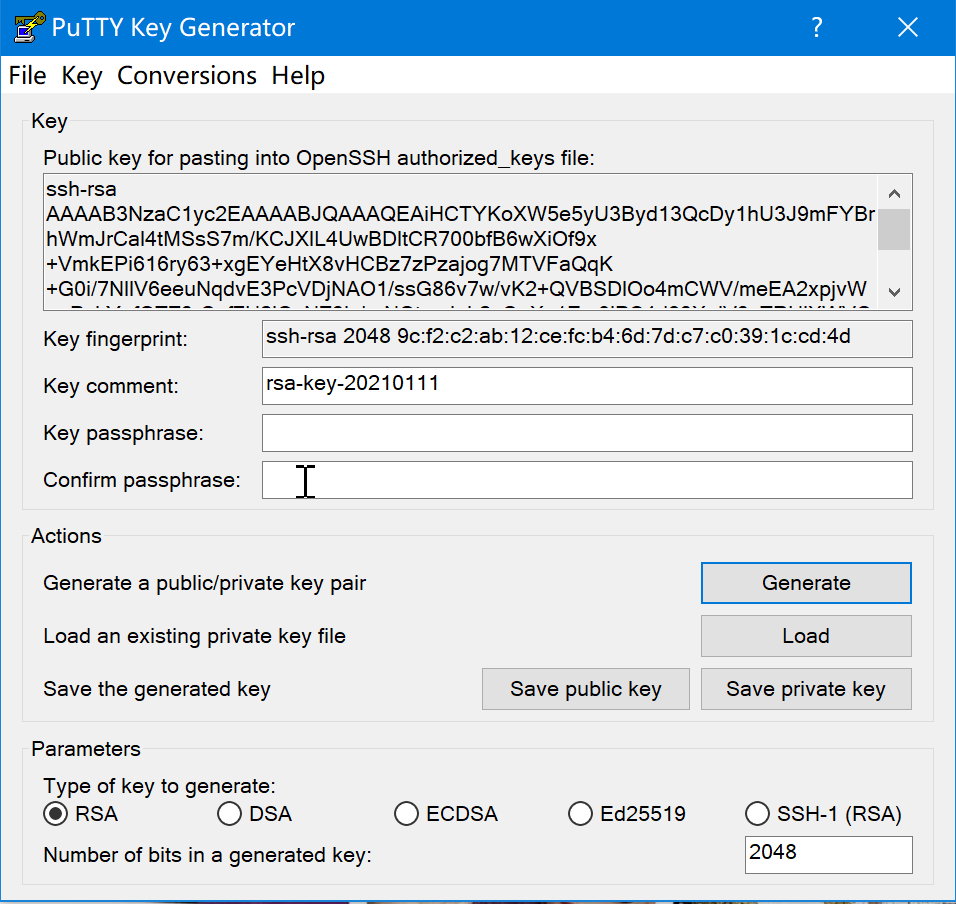 PuTTY Key Generator
?
File Key Conversions Help
Key
Public key for pasting into OpenSSH authorized_keys file:
ssh-rsa
AAAAB3NzaC1yc2EAAAABJQAAAQEAiHCTYKoXW5e5yU3Byd13QcDy1hU3J9mFYBr
hWmJrCal4tMSsS7m/KCJXIL4UwBDltCR700bfB6wXiOf9x
+VmkEPi616ry63+xgEYeHtX8vHCBz7zPzajog7MTVFaQqK
+G0i/7NlIV6eeuNqdvE3PcVDjNAO1/ssG86v7w/vK2+QVBSDIOo4mCWV/meEA2xpjvW
Key fingerprint: ssh-rsa 2048 9c:f2:c2:ab:12:ce:fc:b4:6d:7d:c7:c0:39:1c:cd:4d
Key comment: rsa-key-20210111
Key passphrase:
Confirm passphrase:
Actions
Generate a public/private key pair Generate
Load an existing private key file Load
Save the generated key Save public key Save private key
Parameters
Type of key to generate:
RSA DSA ECDSA Ed25519 SSH-1 (RSA)
Number of bits in a generated key: 2048